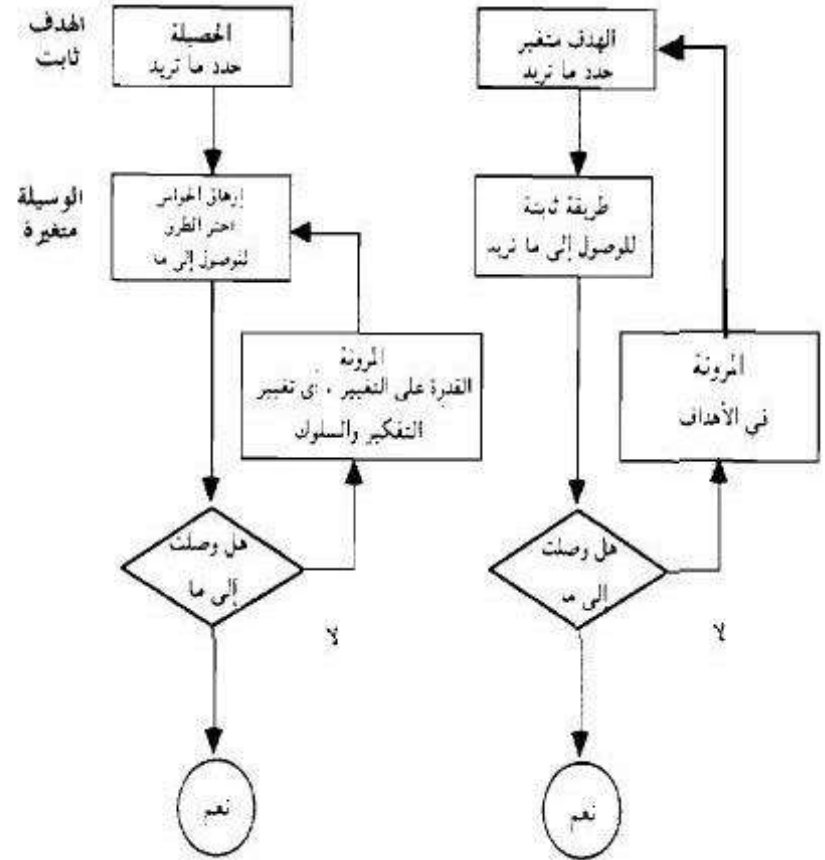 الهدف
ثابت
الحصيلة
حدد ما تريد
الوسيلة
متغيرة
إرهاف الحواس
اختر الطرق
للوصول إلى ما
المرونة
القدرة على التغيير ، أي تغيير
التفكير والسلوك
هل وصلت
إلى ما
لا
نعم
الهدف متغير
حدد ما تريد
طريقة ثابتة
للوصول إلى ما تريد
المرونة
في الأهداف
هل وصلت
إلى ما
لا
نعم